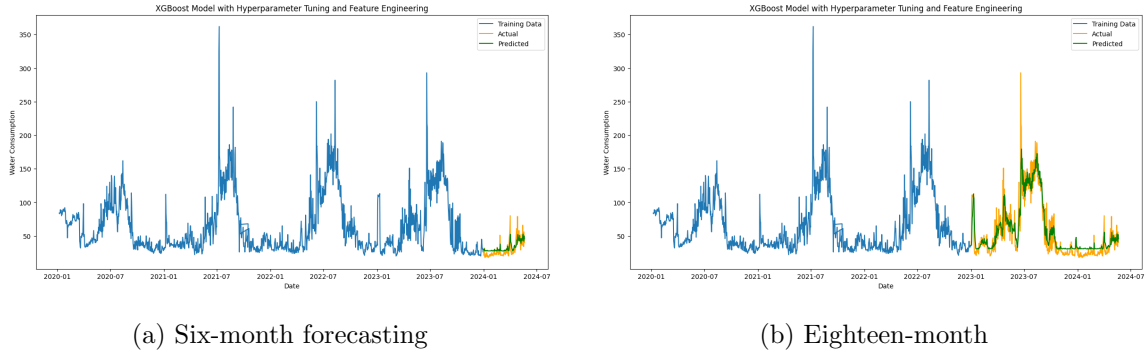 XGBoost Model with Hyperparameter Tuning and Feature Engineering
Training Data
Actual
Predicted
350
300
250
200
150
100
50
Water Consumption
2020-01 2020-07 2021-01 2021-07 2022-01 2022-07 2023-01 2023-07 2024-01 2024-07
Date
(a) Six-month forecasting
XGBoost Model with Hyperparameter Tuning and Feature Engineering
Training Data
Actual
Predicted
350
300
250
200
150
100
50
Water Consumption
2020-01 2020-07 2021-01 2021-07 2022-01 2022-07 2023-01 2023-07 2024-01 2024-07
Date
(b) Eighteen-month